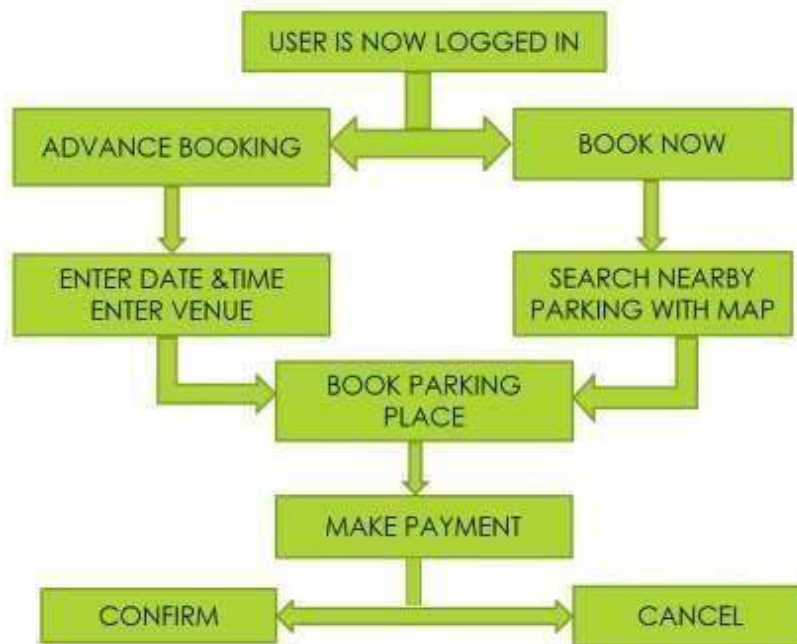 USER IS NOW LOGGED IN
ADVANCE BOOKING
BOOK NOW
ENTER DATE &TIME
ENTER VENUE
SEARCH NEARBY
PARKING WITH MAP
BOOK PARKING
PLACE
MAKE PAYMENT
CONFIRM
CANCEL